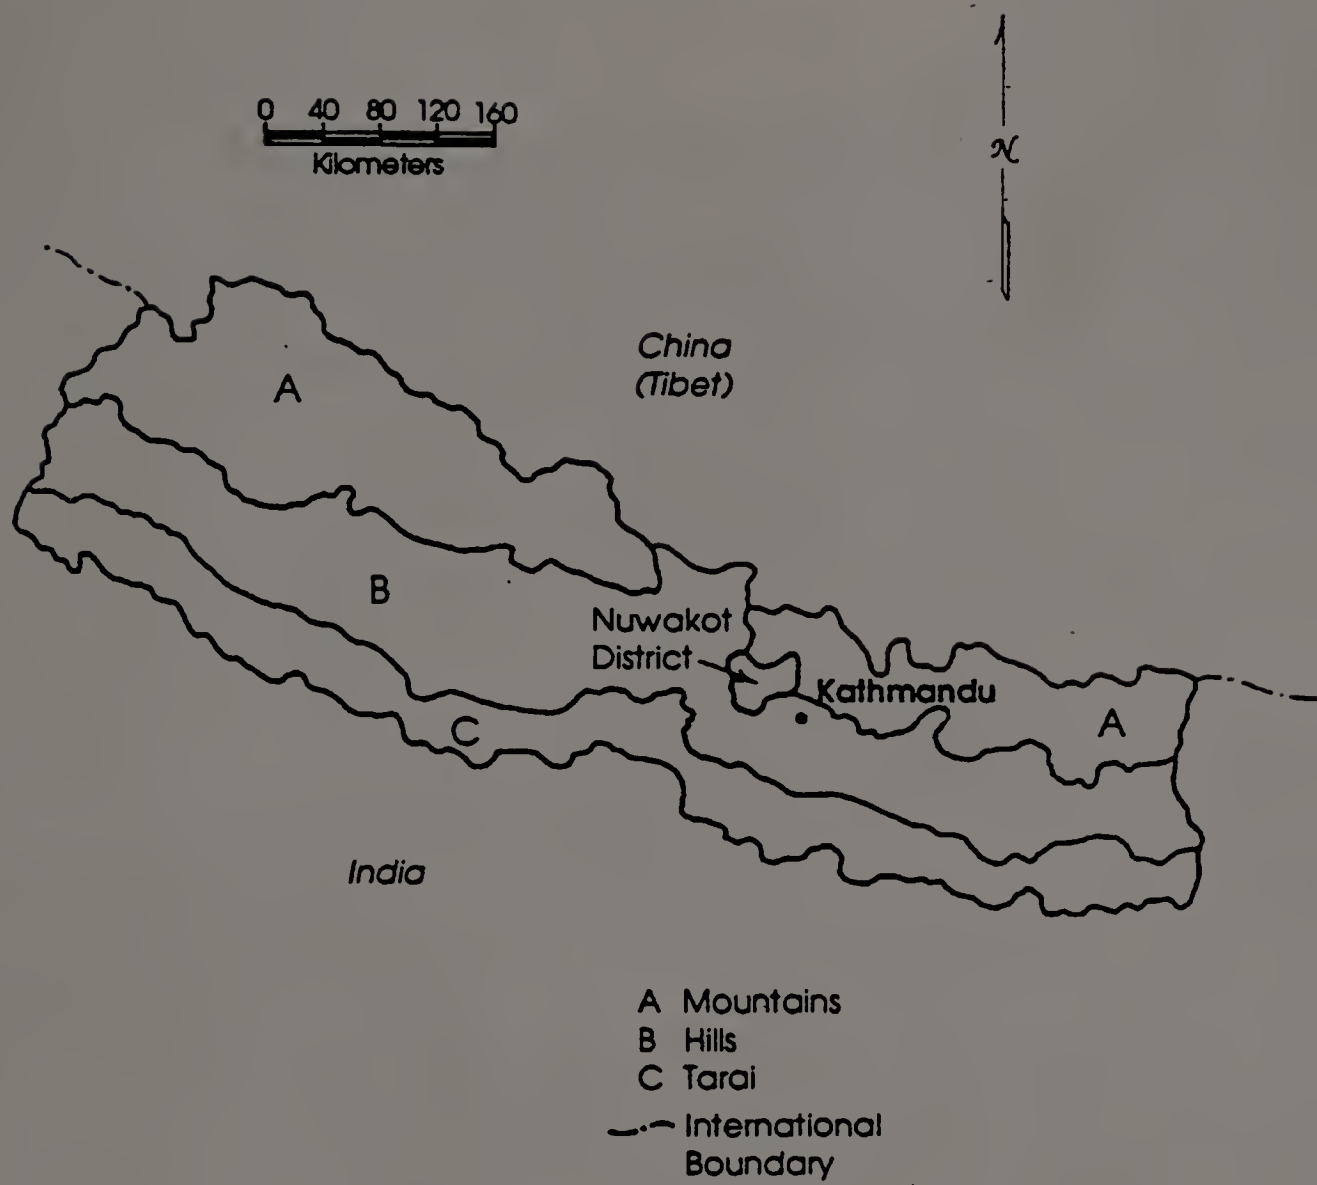 0 40 80 120 160
Kilometers
N
China
(Tibet)
A
B
Nuwakot
District
Kathmandu
A
C
India
A Mountains
B Hills
C Tarai
International
Boundary